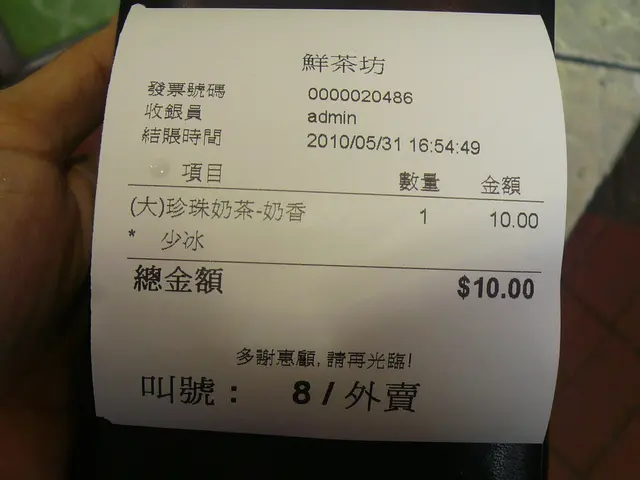 鮮茶坊
發票號碼 0000020486
收銀員 admin
結賬時間 2010/05/31 16:54:49
項目 數量 金額
(大)珍珠奶茶-奶香 1 10.00
* 少冰
總金額 $10.00
多謝惠顧, 請再光臨!
叫號： 8 / 外賣